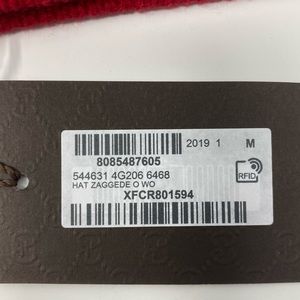 2019 1 M
8085487605
544631 4G206 6468
HAT ZAGGEDE O WO
XFCR801594
RFID